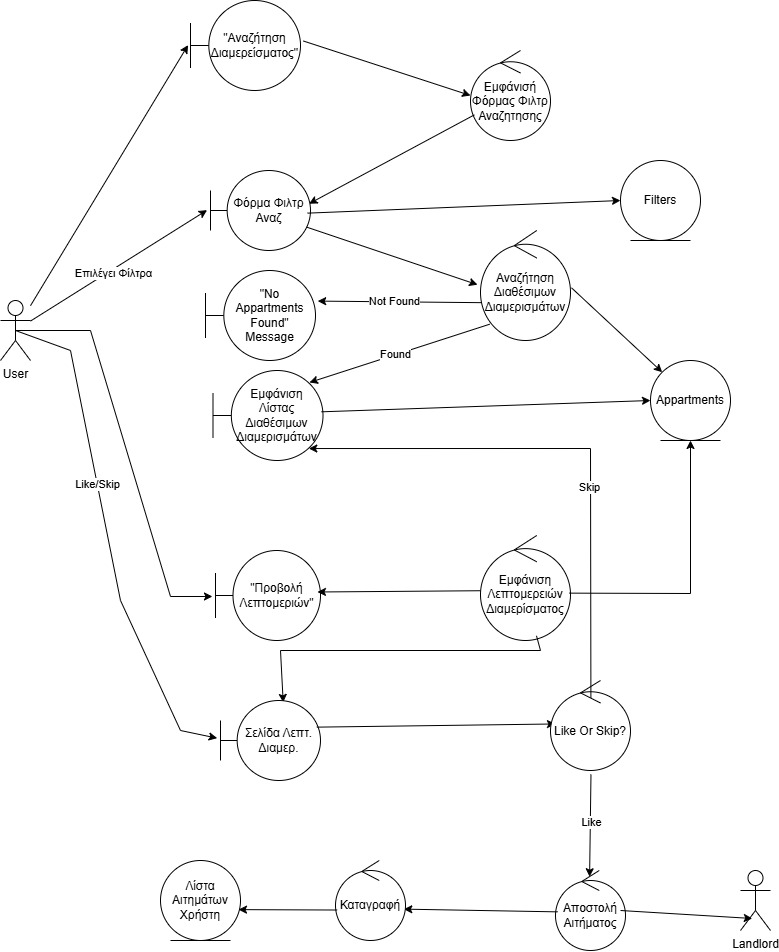 "Αναζήτηση
Διαμερείσματος"
Εμφάνισή
Φόρμας Φιλτρ
Αναζητησης
Φόρμα Φιλτρ
Αναζ
Filters
Επιλέγει Φίλτρα
Αναζήτηση
Διαθέσιμων
Διαμερισμάτων
"No
Appartments
Found"
Message
Not Found
User
Found
Εμφάνιση
Λίστας
Διαθέσιμων
Διαμερισμάτων
Appartments
Like/Skip
Skip
"Προβολή
Λεπτομεριών"
Εμφάνιση
Λεπτομερειών
Διαμερίσματος
Σελίδα Λεπτ.
Διαμερ.
Like Or Skip?
Like
Λίστα
Αιτημάτων
Χρήστη
Καταγραφή
Αποστολή
Αιτήματος
Landlord